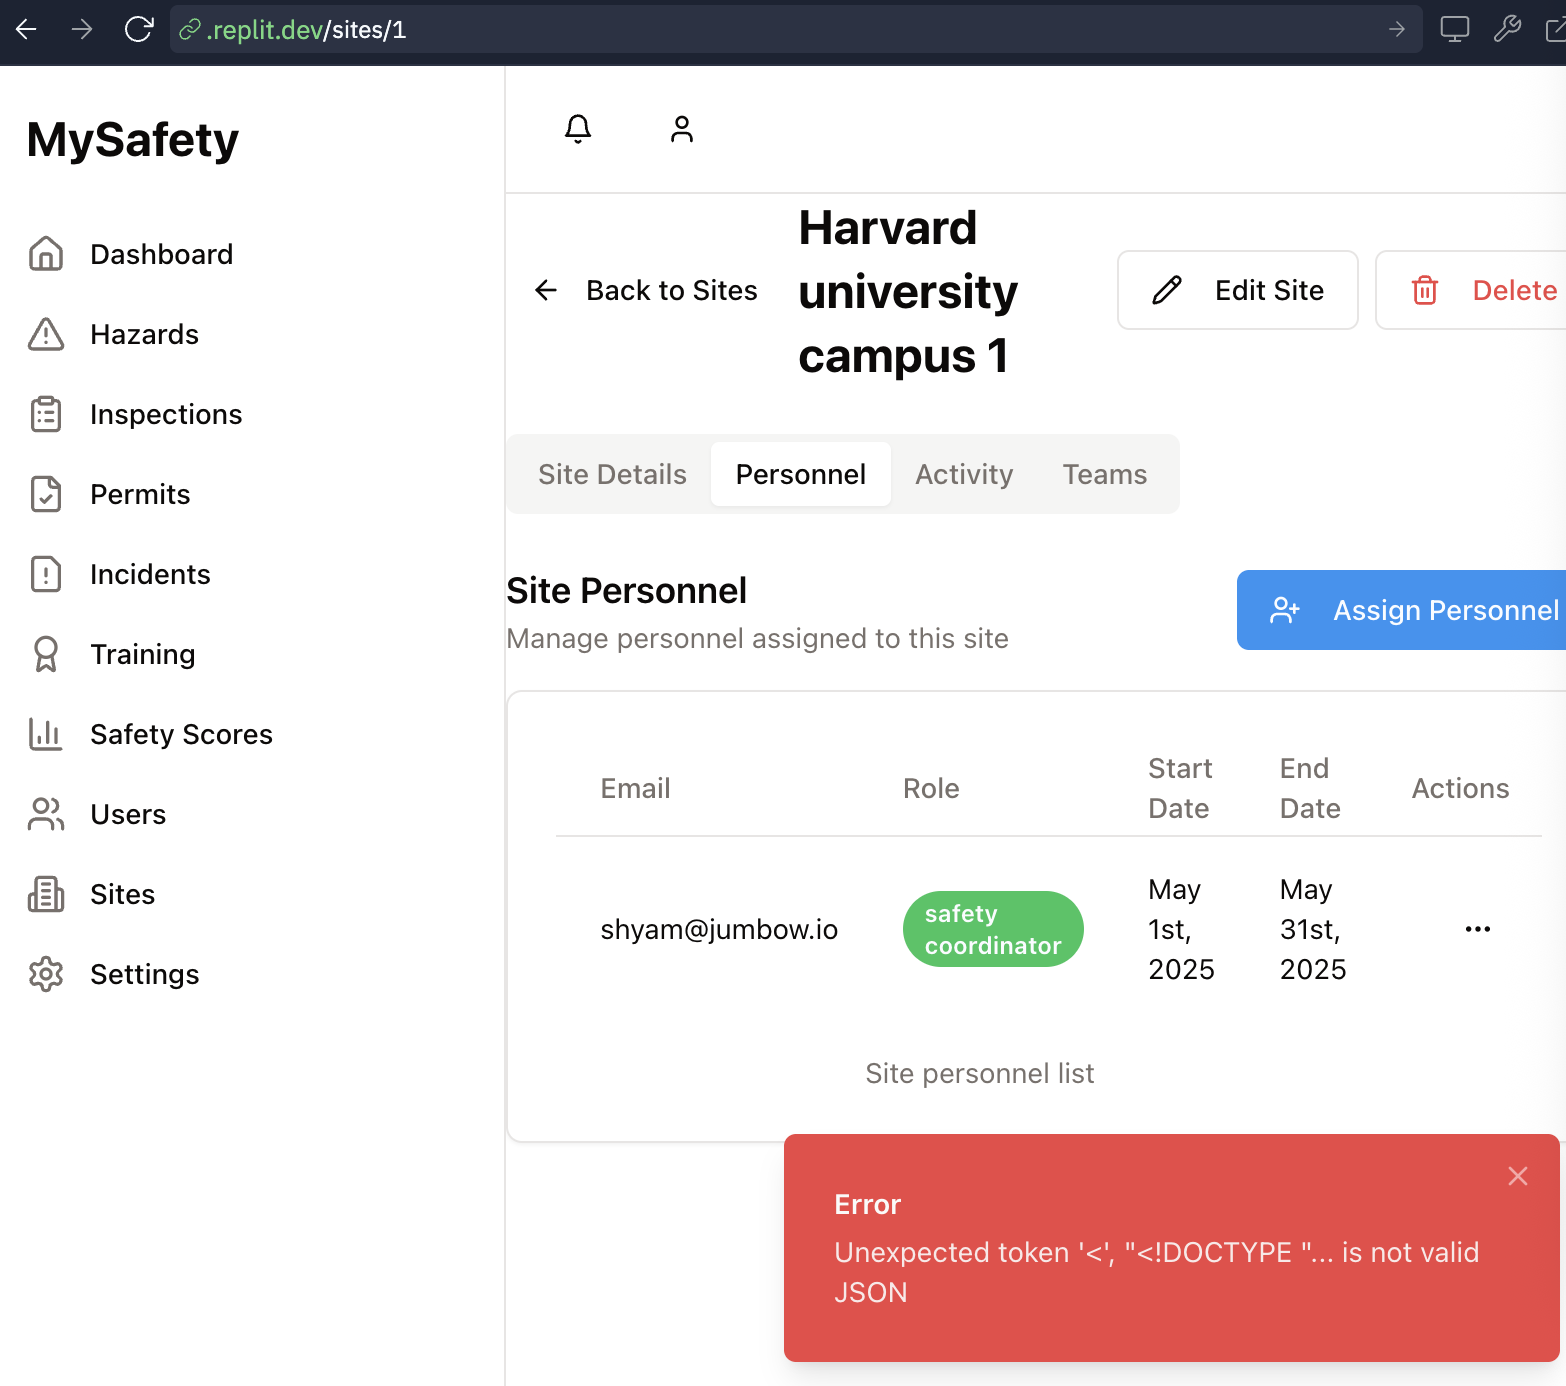 .replit.dev/sites/1
MySafety
Dashboard
Hazards
Inspections
Permits
Incidents
Training
Safety Scores
Users
Sites
Settings
Back to Sites
Harvard
university
campus 1
Edit Site
Delete
Site Details
Personnel
Activity
Teams
Site Personnel
Manage personnel assigned to this site
Assign Personnel
Email
Role
Start
Date
End
Date
Actions
shyam@jumbow.io
safety
coordinator
May
1st,
2025
May
31st,
2025
Site personnel list
Error
Unexpected token '<', "<!DOCTYPE "... is not valid
JSON